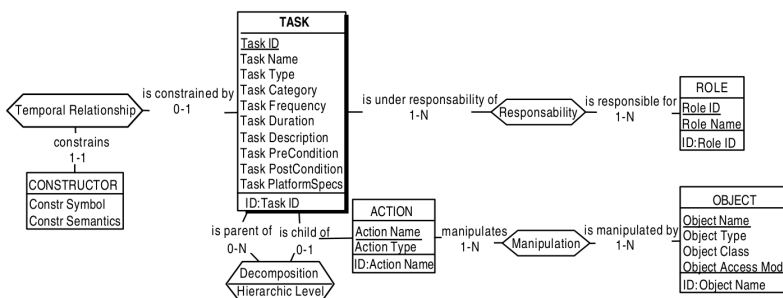 TASK
Task ID
Task Name
Task Type
Task Category
Task Frequency
Task Duration
Task Description
Task PreCondition
Task PostCondition
Task PlatformSpecs
ID:Task ID
is constrained by
0-1
Temporal Relationship
constrains
1-1
CONSTRUCTOR
Constr Symbol
Constr Semantics
is under responsability of
1-N
Responsability
is responsible for
1-N
ROLE
Role ID
Role Name
ID:Role ID
is parent of
0-N
is child of
0-1
Decomposition
Hierarchic Level
ACTION
Action Name
Action Type
ID:Action Name
manipulates
1-N
Manipulation
is manipulated by
1-N
OBJECT
Object Name
Object Type
Object Class
Object Access Mod
ID:Object Name